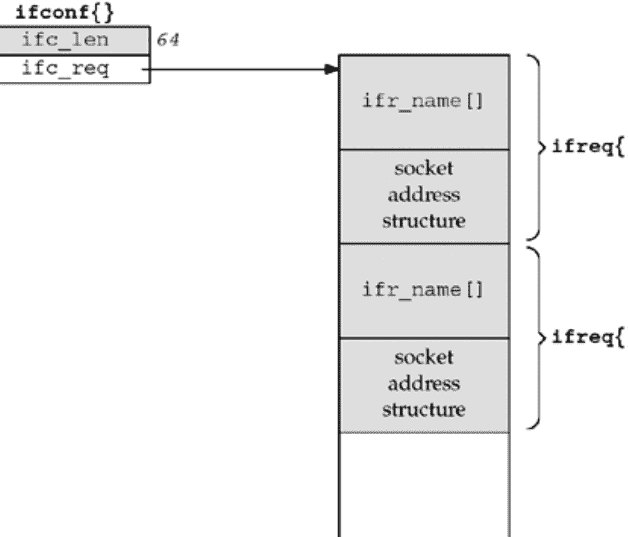 ifconf{}
ifc_len 64
ifc_req
ifr_name[]
ifreq{
socket
address
structure
ifr_name[]
ifreq{
socket
address
structure